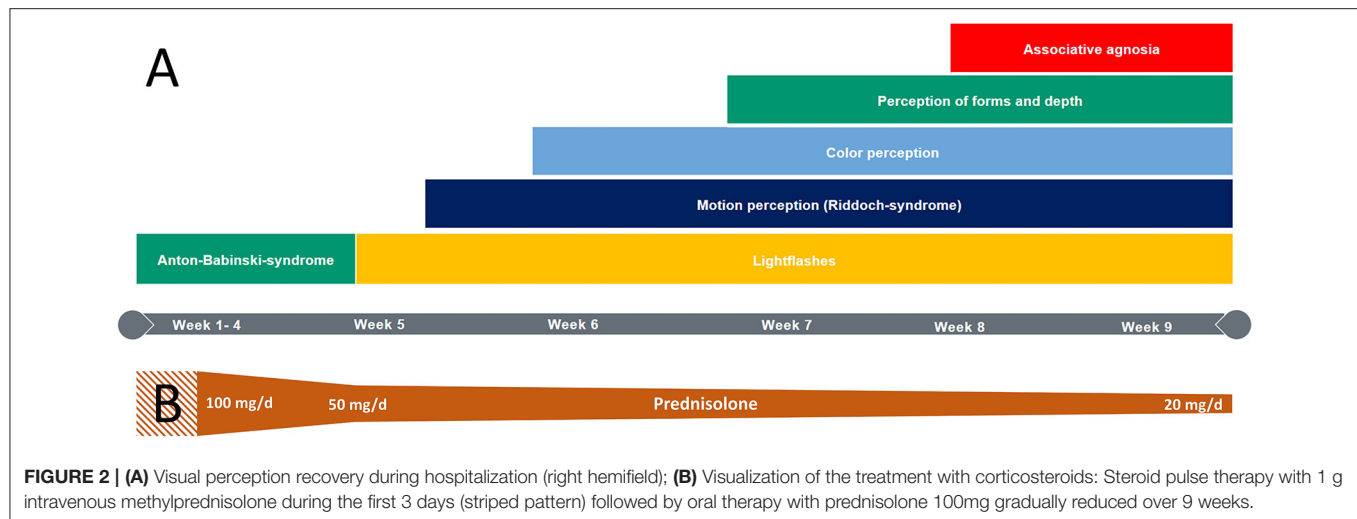 A
Associative agnosia
Perception of forms and depth
Color perception
Motion perception (Riddoch-syndrome)
Anton-Babinski-syndrome Lightflashes
Week 1- 4 Week 5 Week 6 Week 7 Week 8 Week 9
B 100 mg/d 50 mg/d Prednisolone 20 mg/d
FIGURE 2 | (A) Visual perception recovery during hospitalization (right hemifield); (B) Visualization of the treatment with corticosteroids: Steroid pulse therapy with 1 g
intravenous methylprednisolone during the first 3 days (striped pattern) followed by oral therapy with prednisolone 100mg gradually reduced over 9 weeks.